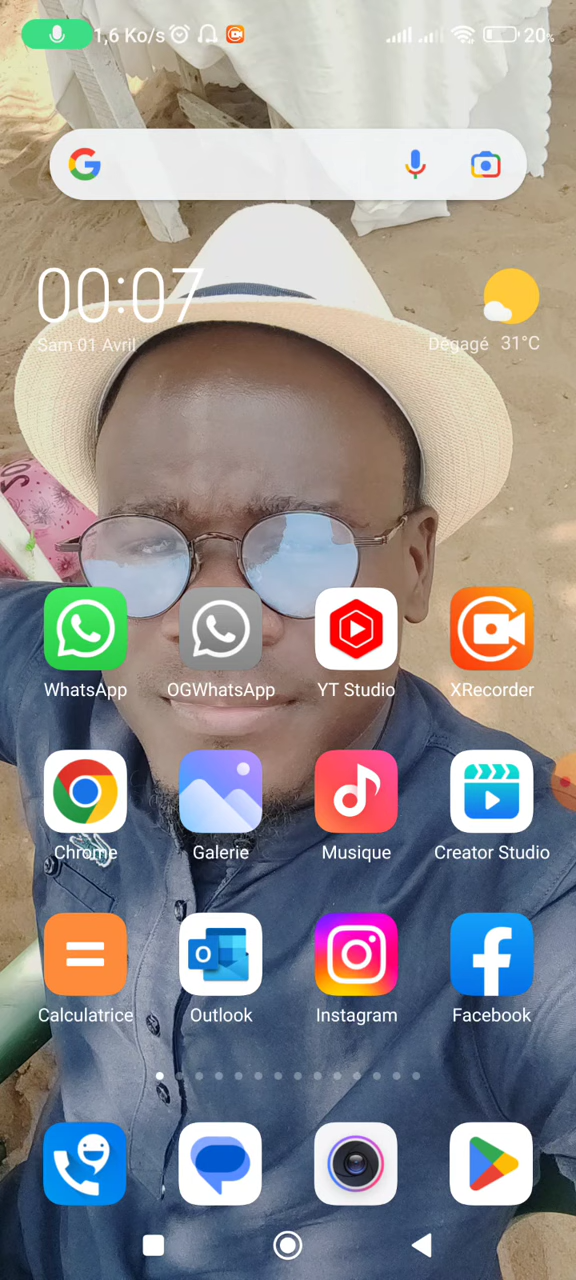 1,6 Ko/s 20%
00:07
Sam 01 Avril
Dégagé 31°C
WhatsApp OGWhatsApp YT Studio XRecorder
Chrome Galerie Musique Creator Studio
Calculatrice Outlook Instagram Facebook